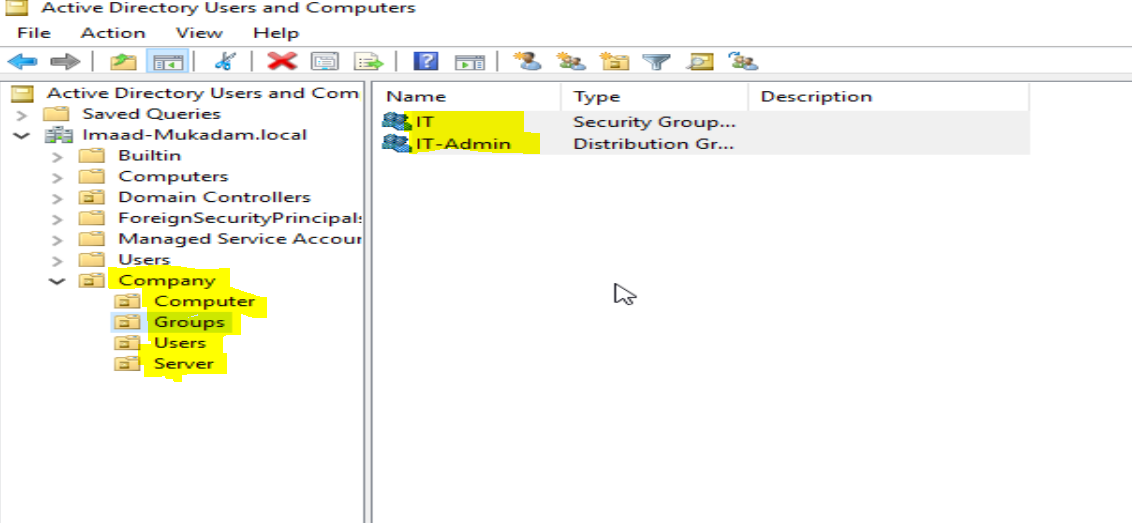 Active Directory Users and Computers
File Action View Help
Active Directory Users and Com
Saved Queries
Imaad-Mukadam.local
Builtin
Computers
Domain Controllers
ForeignSecurityPrincipals
Managed Service Accour
Users
Company
Computer
Groups
Users
Server
Name Type Description
IT Security Group...
IT-Admin Distribution Gr...